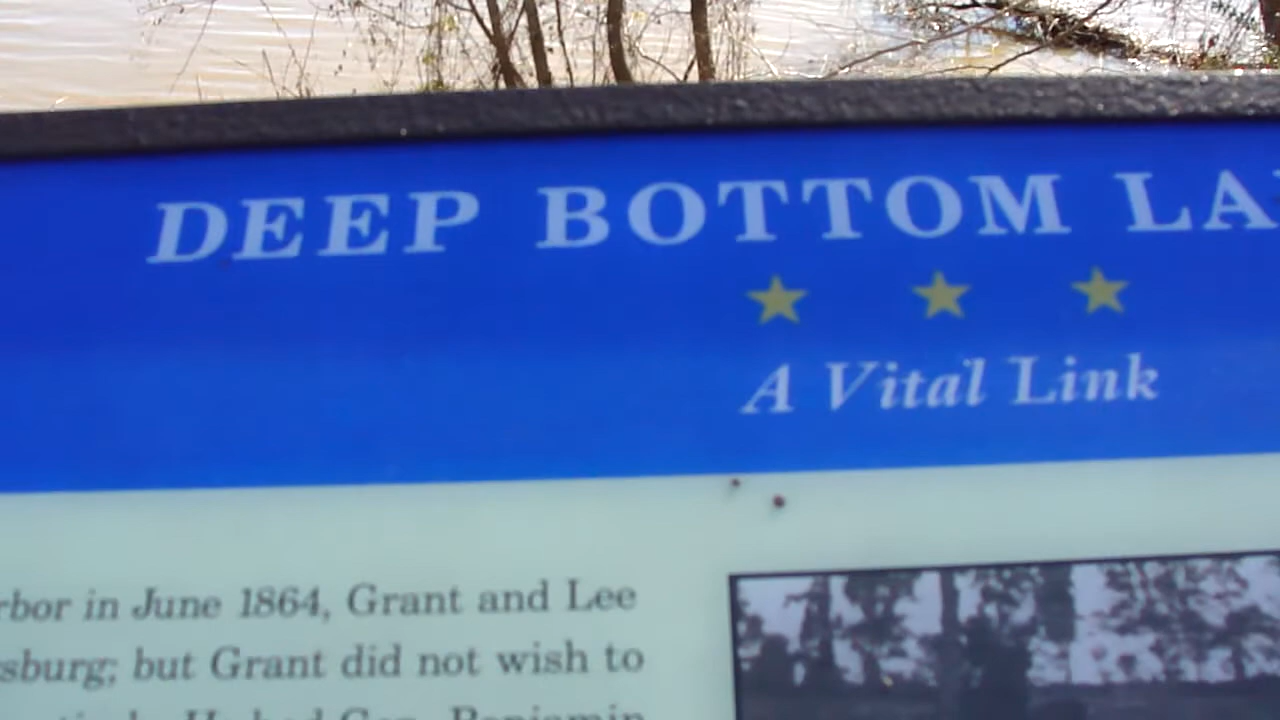 DEEP BOTTOM LA
A Vital Link
rbor in June 1864, Grant and Lee
sburg; but Grant did not wish to
Benjamin